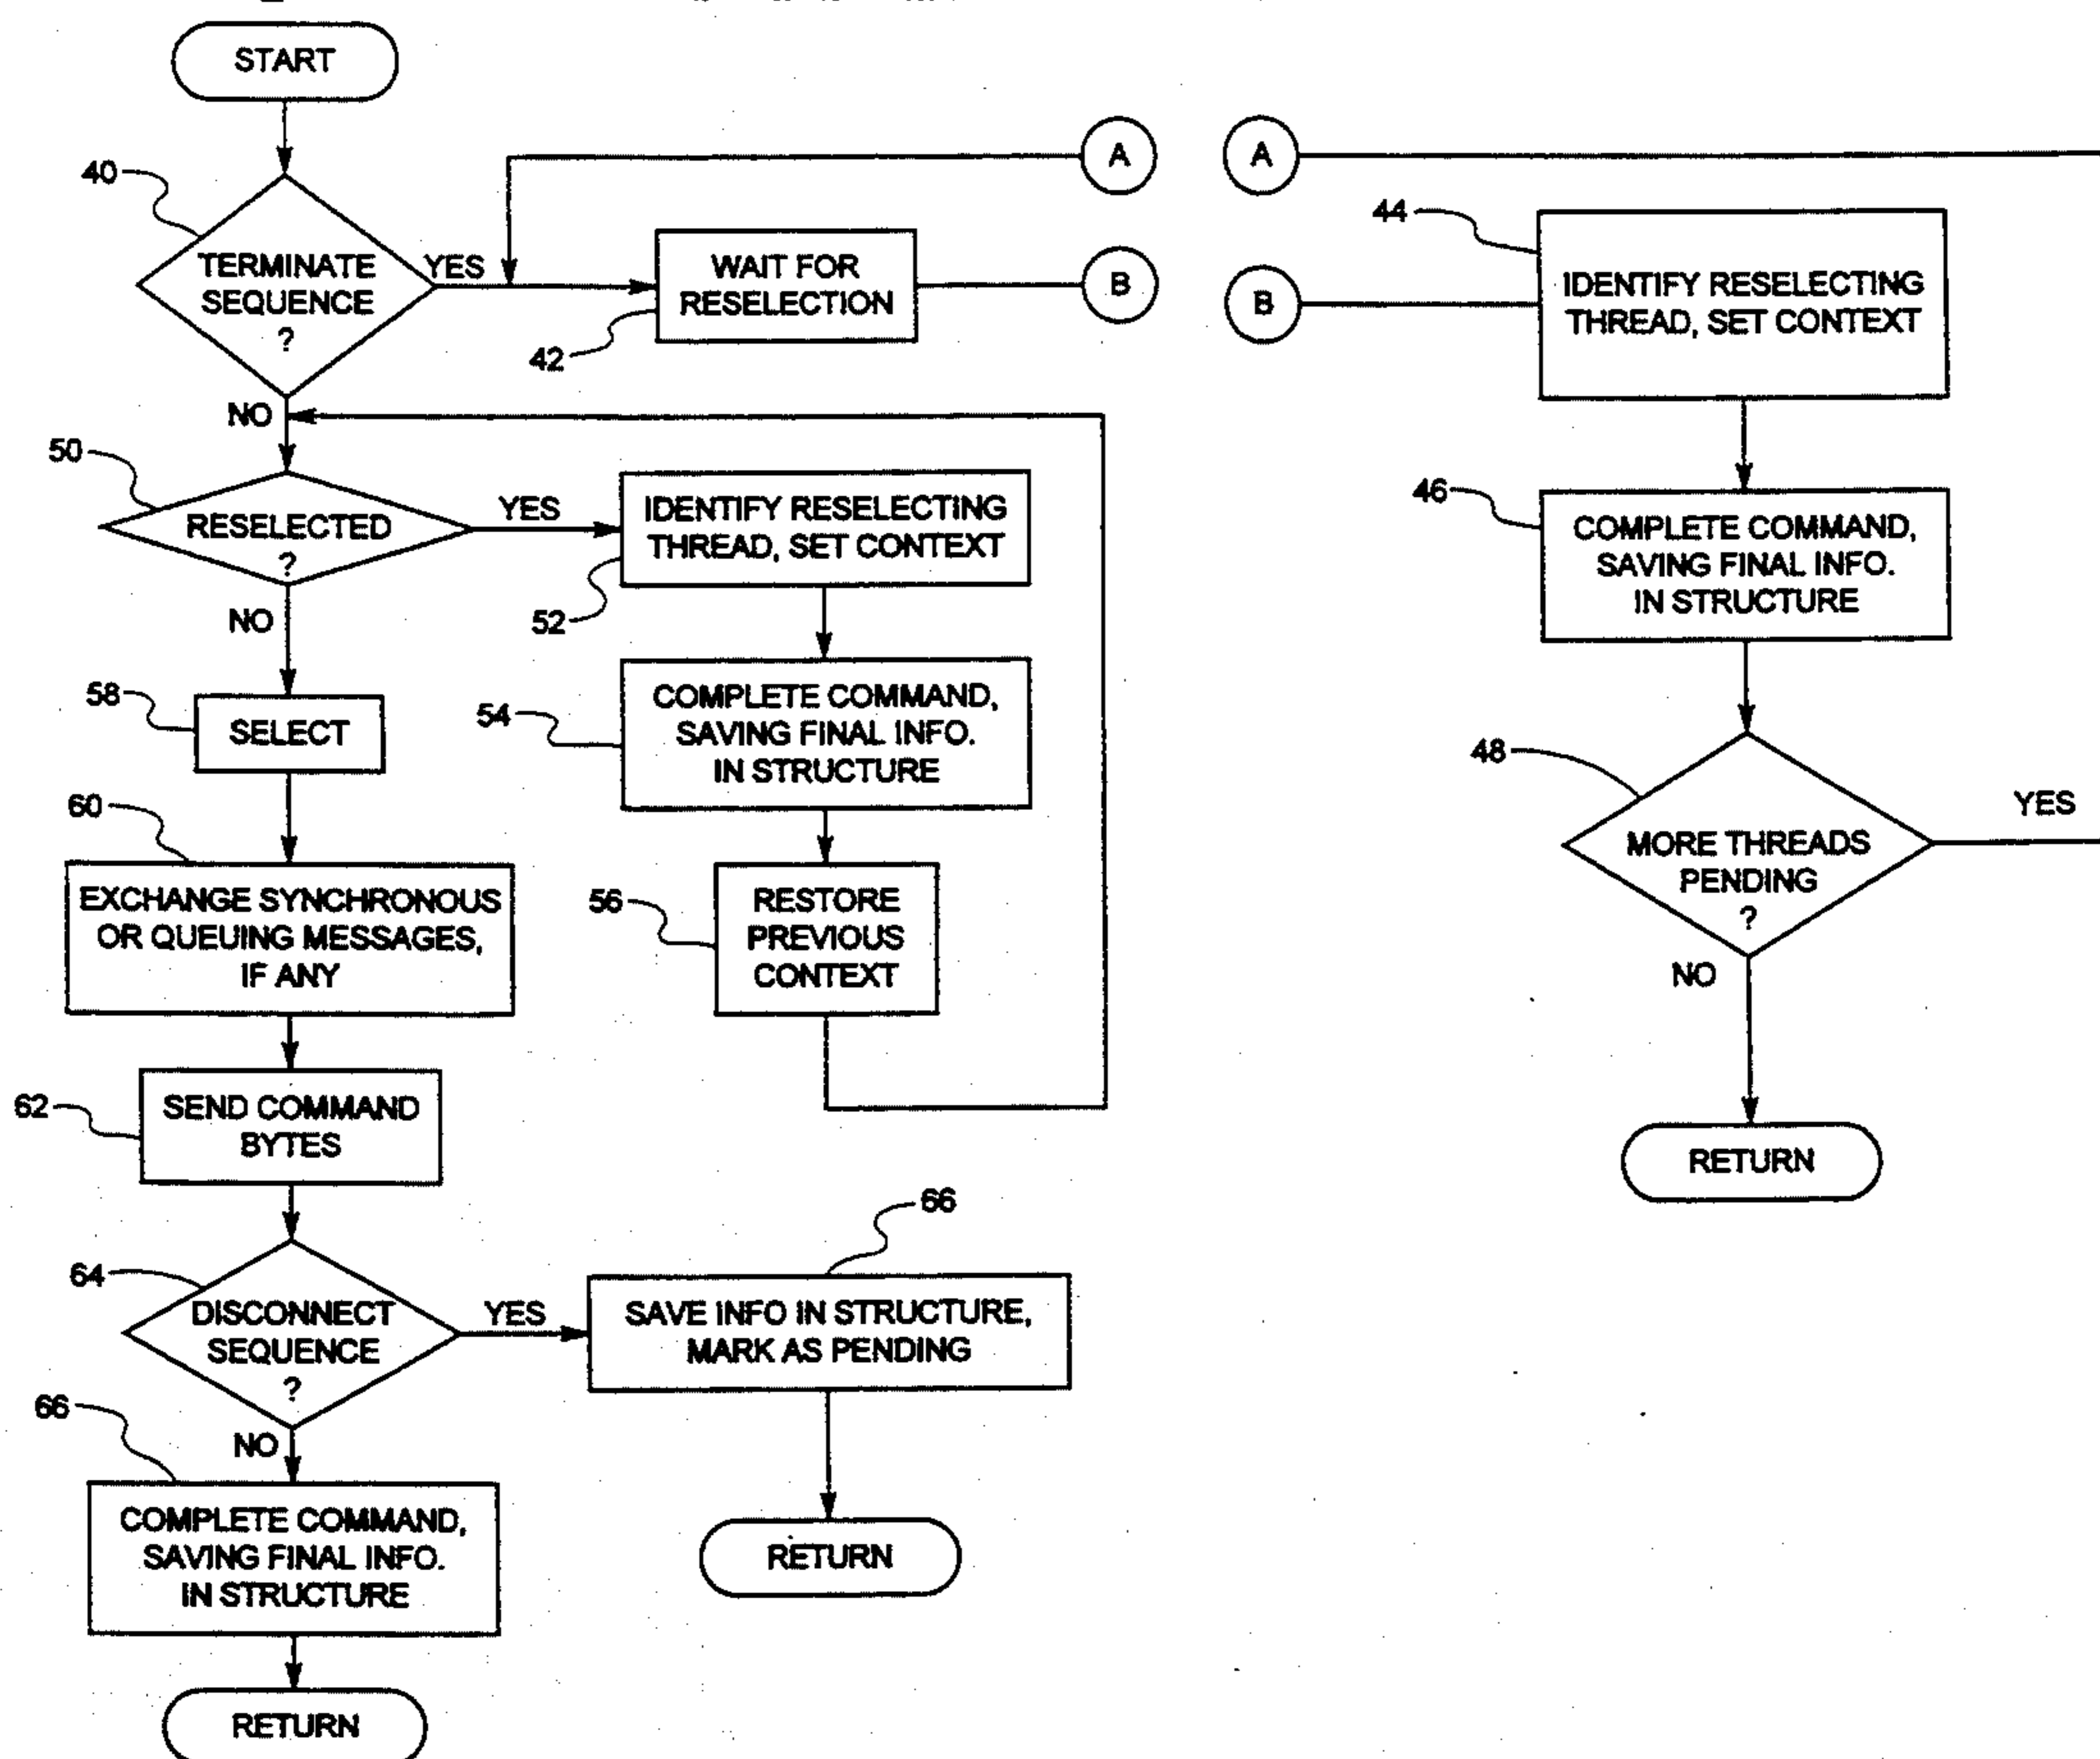 START
40
TERMINATE
SEQUENCE
?
YES
WAIT FOR
RESELECTION
42
A
B
NO
50
RESELECTED
?
YES
IDENTIFY RESELECTING
THREAD, SET CONTEXT
52
NO
58
SELECT
54
COMPLETE COMMAND,
SAVING FINAL INFO.
IN STRUCTURE
60
EXCHANGE SYNCHRONOUS
OR QUEUING MESSAGES,
IF ANY
56
RESTORE
PREVIOUS
CONTEXT
62
SEND COMMAND
BYTES
64
DISCONNECT
SEQUENCE
?
YES
66
SAVE INFO IN STRUCTURE,
MARK AS PENDING
RETURN
NO
66
COMPLETE COMMAND,
SAVING FINAL INFO.
IN STRUCTURE
RETURN
A
B
44
IDENTIFY RESELECTING
THREAD, SET CONTEXT
46
COMPLETE COMMAND,
SAVING FINAL INFO.
IN STRUCTURE
48
MORE THREADS
PENDING
?
YES
NO
RETURN